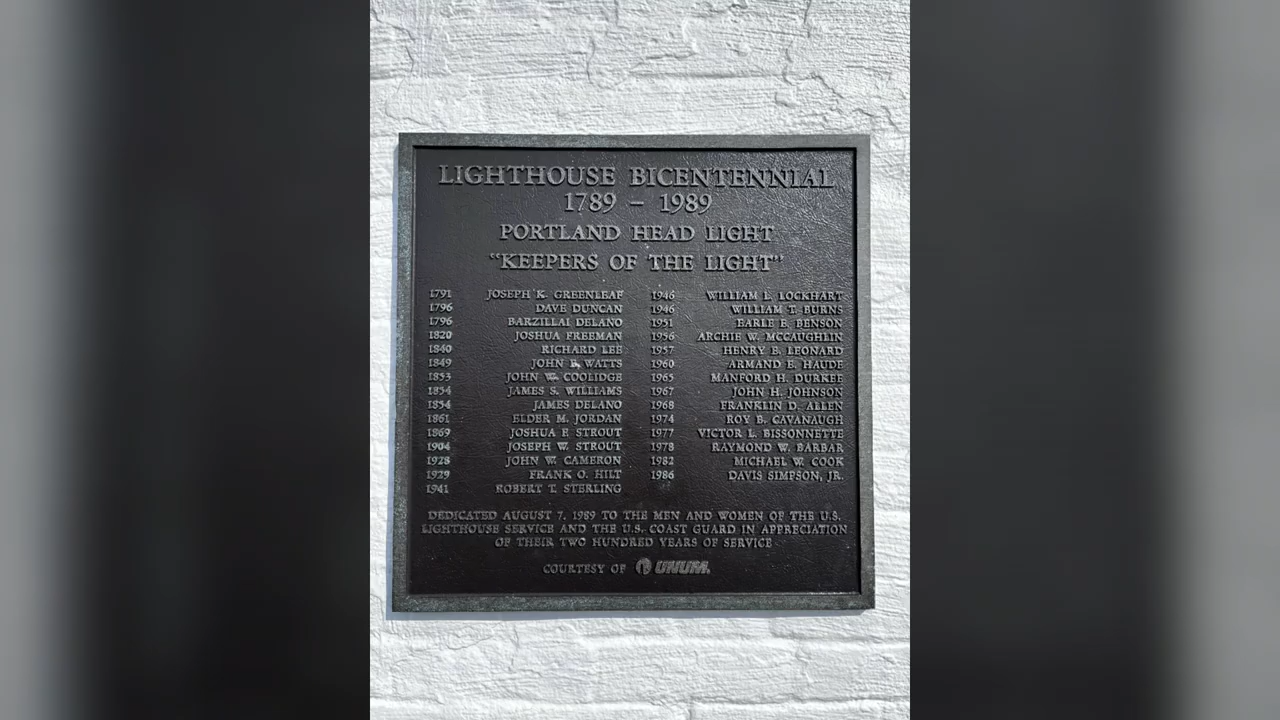 LIGHTHOUSE BICENTENNIAL
1789 – 1989
PORTLAND HEAD LIGHT
"KEEPERS OF THE LIGHT"
1791 JOSEPH K. GREENLEAF 1946 WILLIAM L. LOCKHART
1796 DAVE DUNCAN 1946 WILLIAM T. BURNS
1796 BARZILLAI DELANO 1951 EARLE E. BENSON
1820 JOSHUA FREEMAN 1956 ARCHIE W. MCCAUGHLIN
1840 RICHARD LEE 1957 HENRY B. LEONARD
1849 JOHN F. WATTS 1960 ARMAND E. HAUDE
1853 JOHN W. COOLIDGE 1965 MANFORD H. DURKEE
1854 JAMES S. WILLIAMS 1967 JOHN H. JOHNSON
1854 JAMES DELANO 1968 FRANKLIN D. ALLEN
1861 ELDER M. JORDAN 1974 ROY B. CAVANAUGH
1869 JOSHUA F. STROUT 1977 VICTOR L. BISSONNETTE
1904 JOSEPH W. STROUT 1978 RAYMOND W. BARBAR
1928 JOHN W. CAMERON 1982 MICHAEL W. COOK
1929 FRANK O. HILT 1986 DAVIS SIMPSON, JR.
1941 ROBERT T. STERLING
DEDICATED AUGUST 7, 1989 TO THE MEN AND WOMEN OF THE U.S.
LIGHTHOUSE SERVICE AND THE U.S. COAST GUARD IN APPRECIATION
OF THEIR TWO HUNDRED YEARS OF SERVICE
COURTESY OF UNUM.